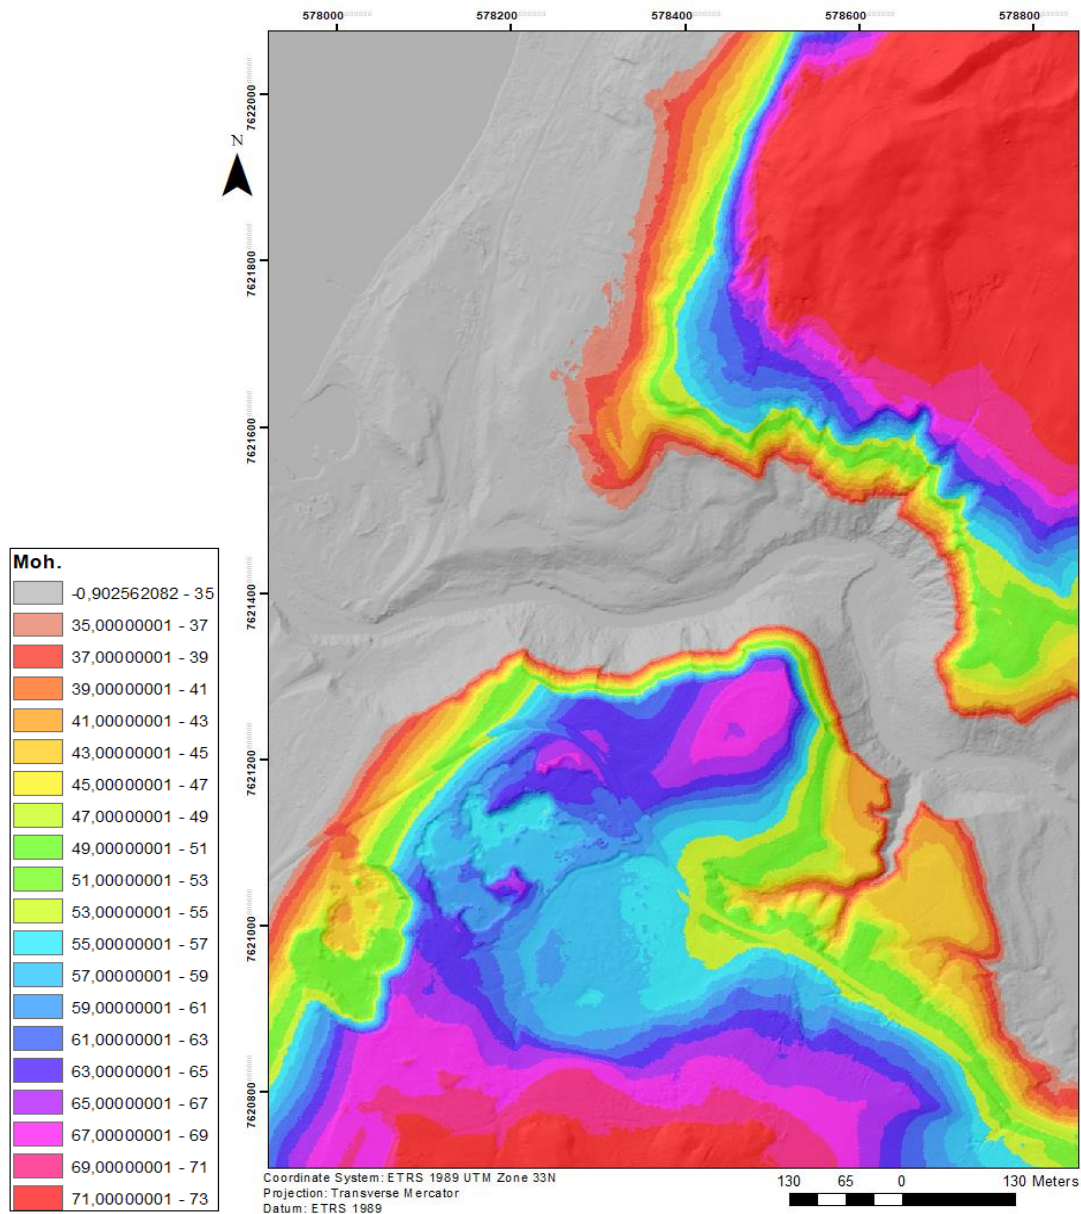 578000 578200 578400 578600 578800
7622000
N
7621800
7621600
7621400
7621200
7621000
7620800
Moh.
-0,902562082 - 35
35,00000001 - 37
37,00000001 - 39
39,00000001 - 41
41,00000001 - 43
43,00000001 - 45
45,00000001 - 47
47,00000001 - 49
49,00000001 - 51
51,00000001 - 53
53,00000001 - 55
55,00000001 - 57
57,00000001 - 59
59,00000001 - 61
61,00000001 - 63
63,00000001 - 65
65,00000001 - 67
67,00000001 - 69
69,00000001 - 71
71,00000001 - 73
Coordinate System: ETRS 1989 UTM Zone 33N
Projection: Transverse Mercator
Datum: ETRS 1989
130 65 0 130 Meters